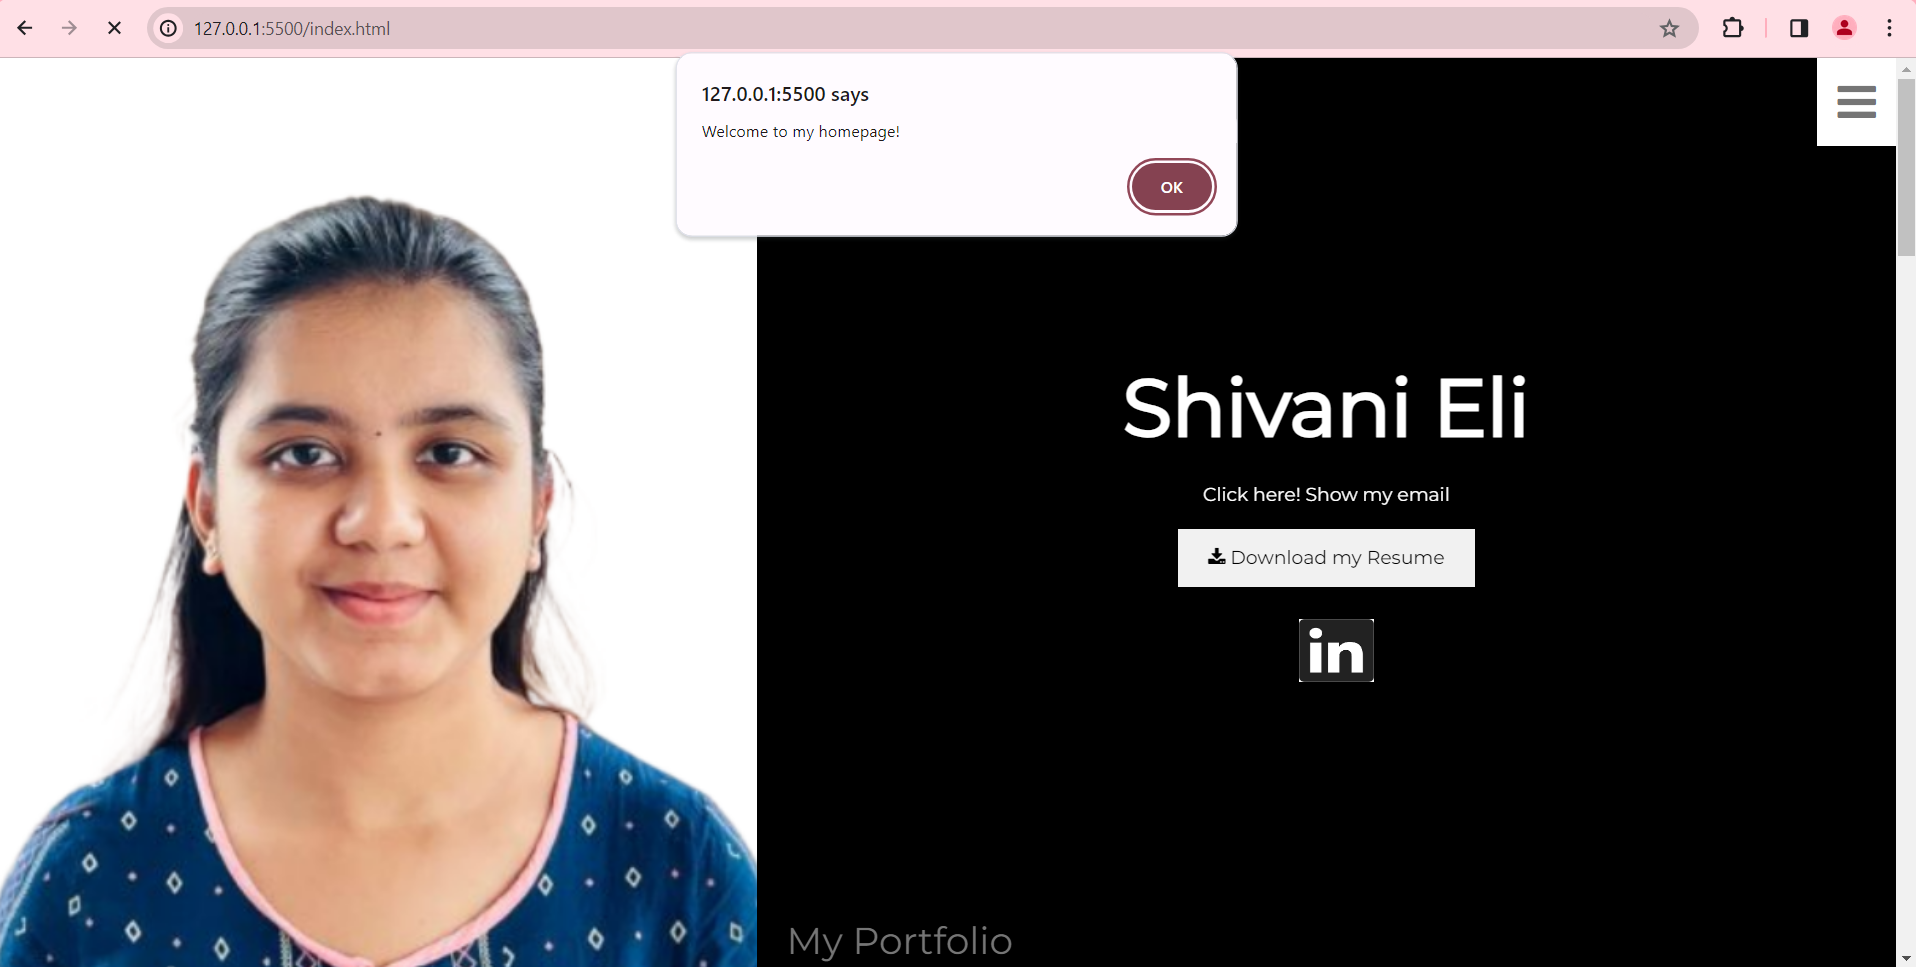 127.0.0.1:5500/index.html
127.0.0.1:5500 says
Welcome to my homepage!
OK
Shivani Eli
Click here! Show my email
Download my Resume
in
My Portfolio